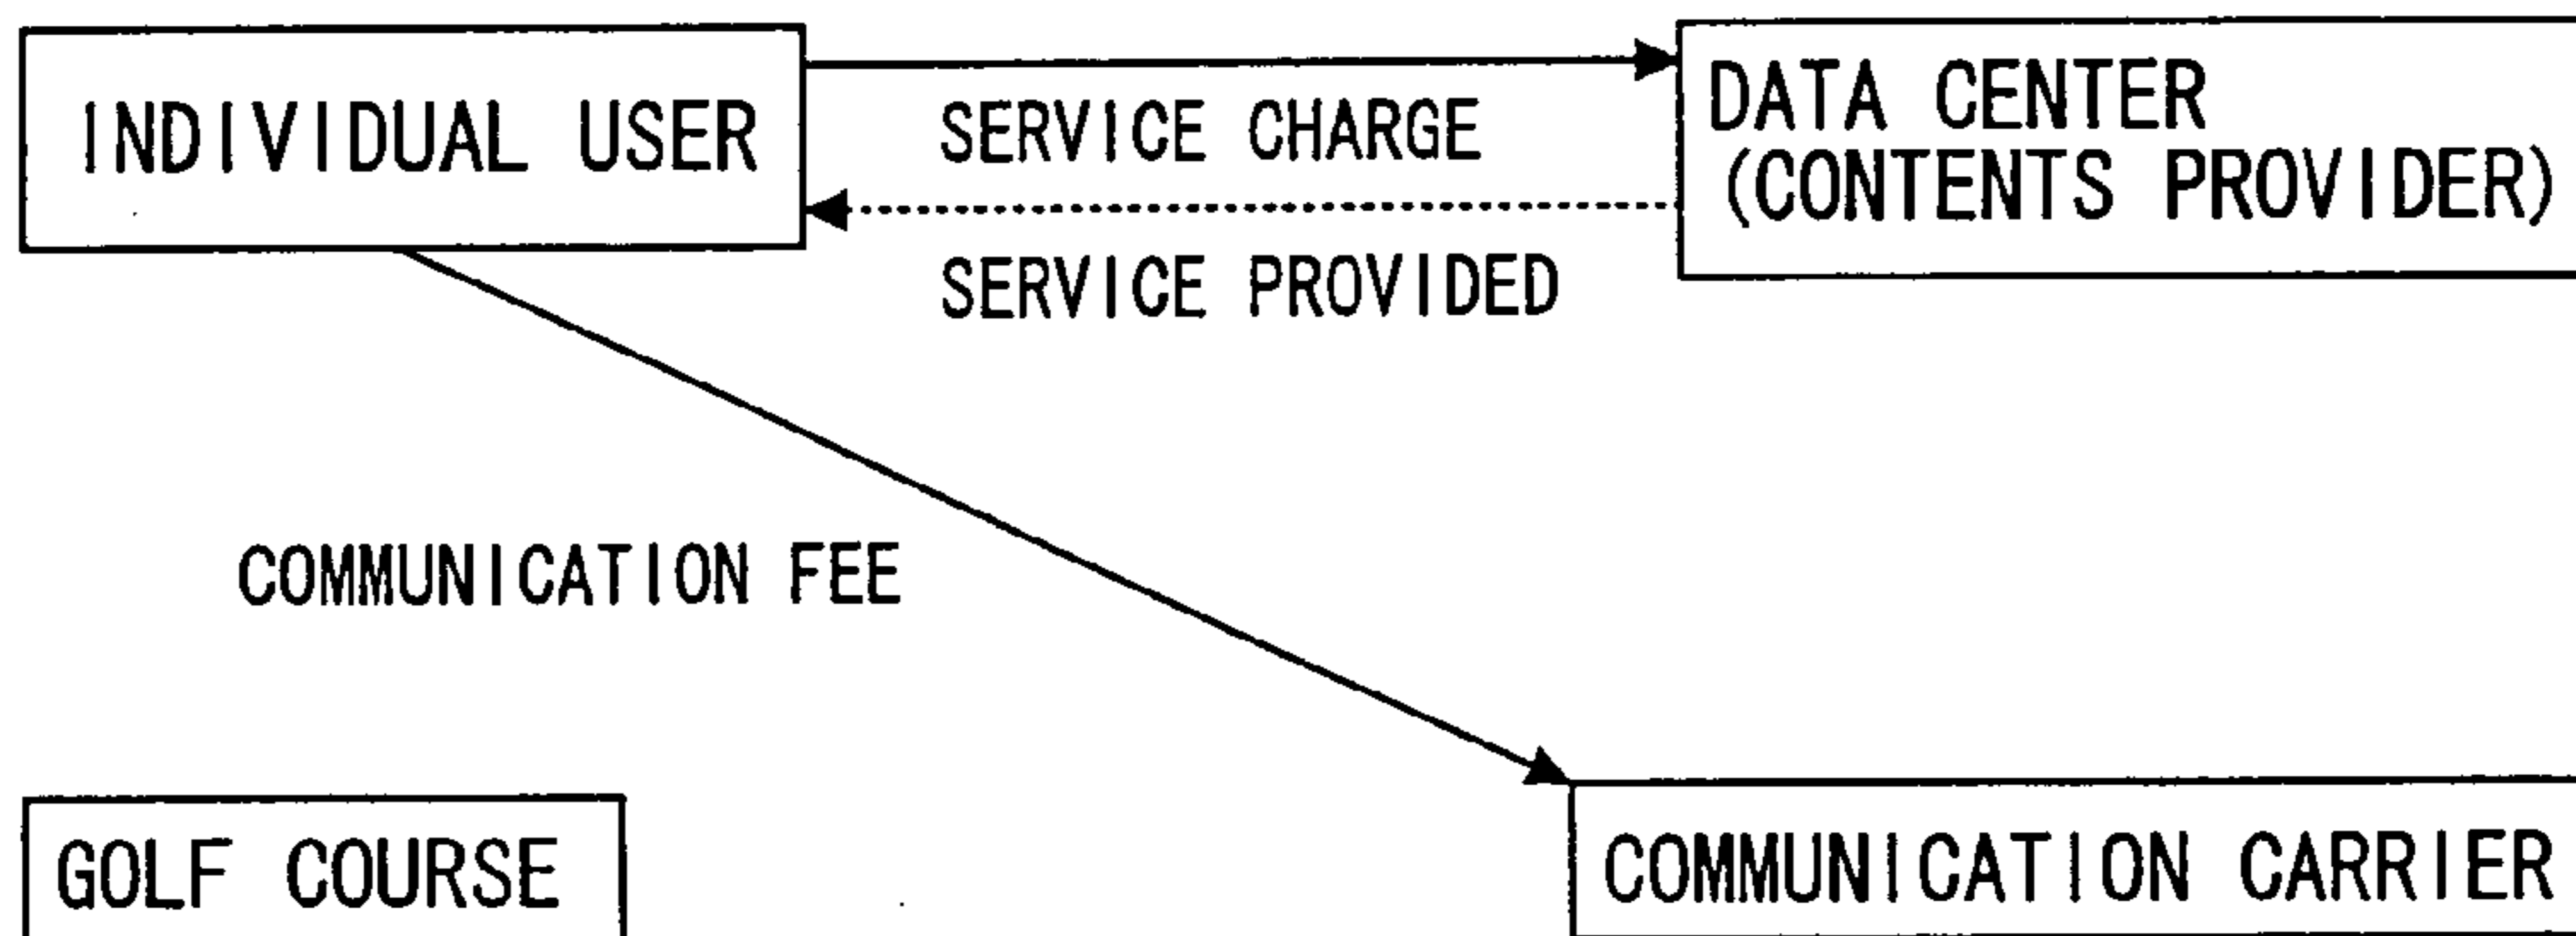 INDIVIDUAL USER
SERVICE CHARGE
DATA CENTER
(CONTENTS PROVIDER)
SERVICE PROVIDED
COMMUNICATION FEE
GOLF COURSE
COMMUNICATION CARRIER